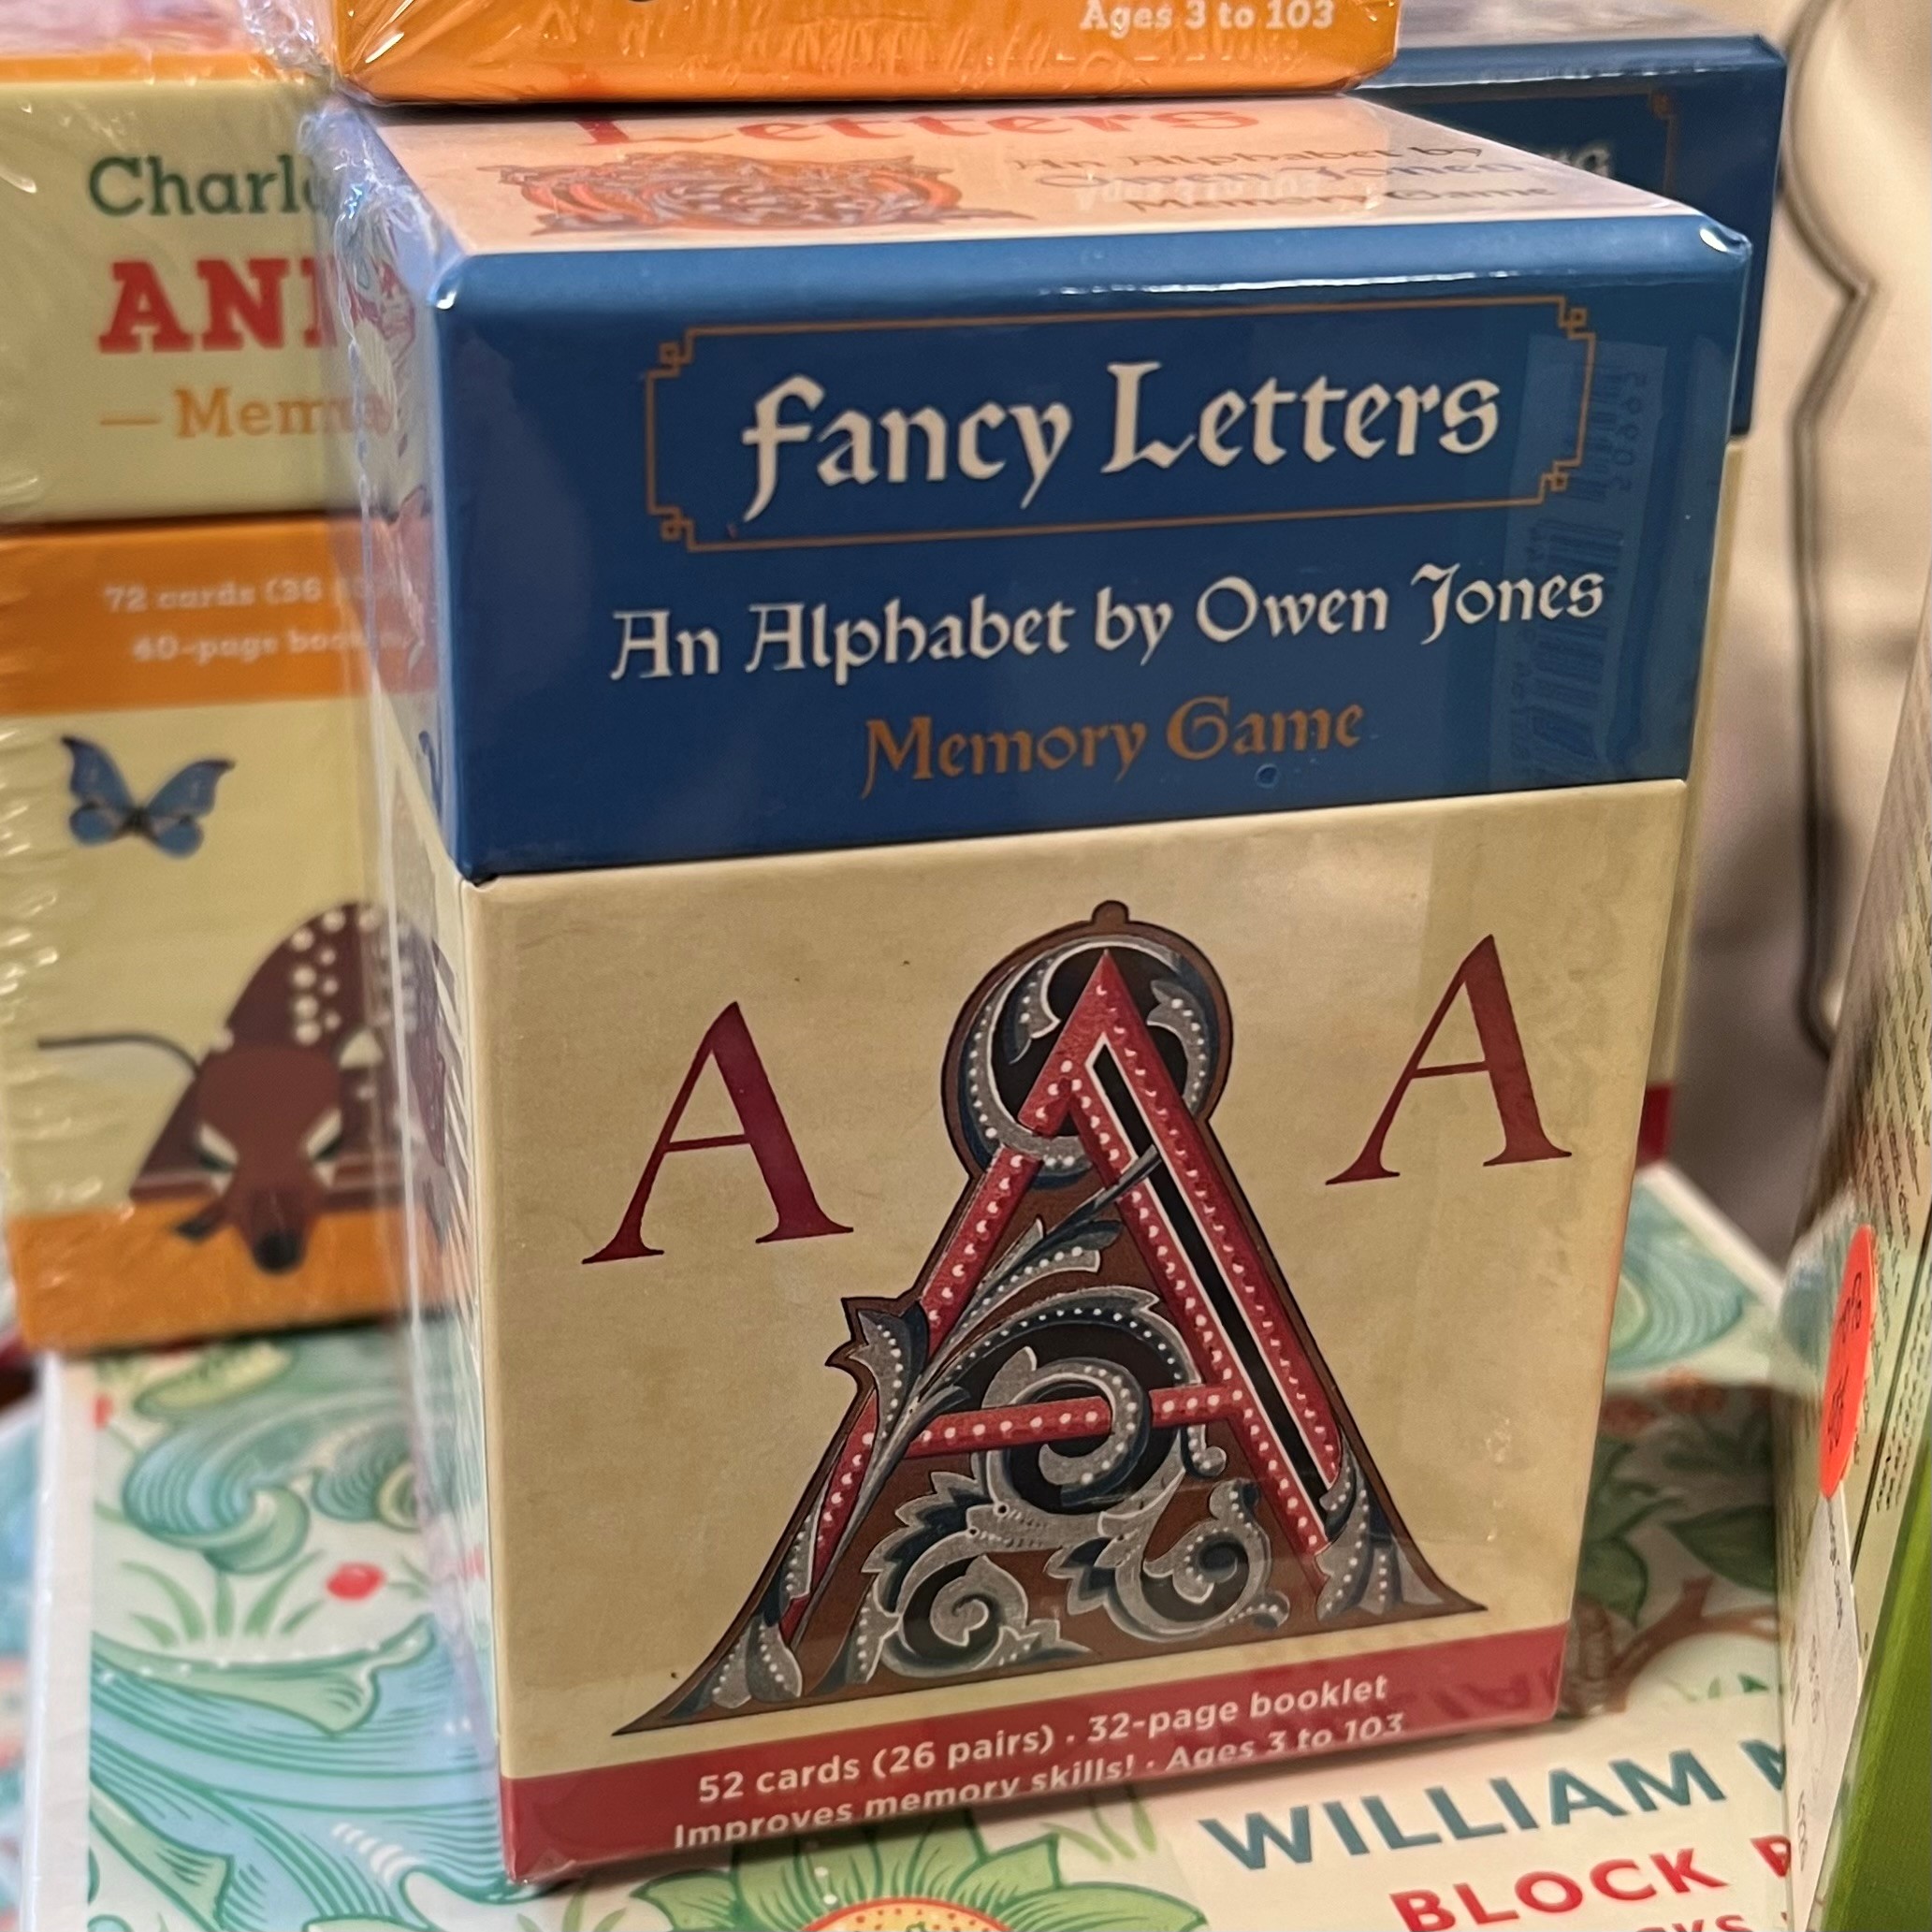 Ages 3 to 103
Letters
An Alphabet by
Owen Jones
Memory Game
Fancy Letters
An Alphabet by Owen Jones
Memory Game
A A A
52 cards (26 pairs) · 32-page booklet
Improves memory skills! · Ages 3 to 103
72 cards (36
40-page
WILLIAM
BLOCK